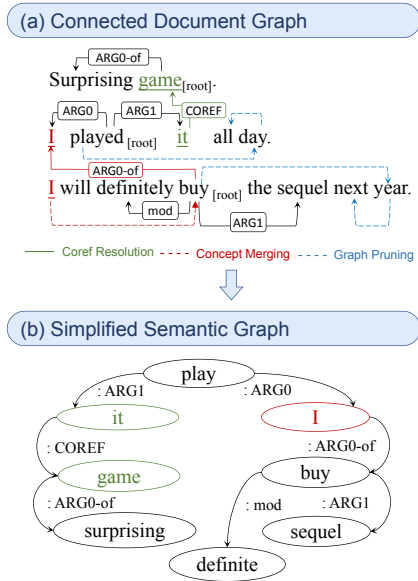 (a) Connected Document Graph
ARG0-of
Surprising game[root].
ARG0 ARG1 COREF
I played [root] it all day.
ARG0-of
I will definitely buy [root] the sequel next year.
mod
ARG1
Coref Resolution Concept Merging Graph Pruning
(b) Simplified Semantic Graph
play
: ARG1 : ARG0
it I
: COREF : ARG0-of
game buy
: ARG0-of : mod : ARG1
surprising sequel
definite